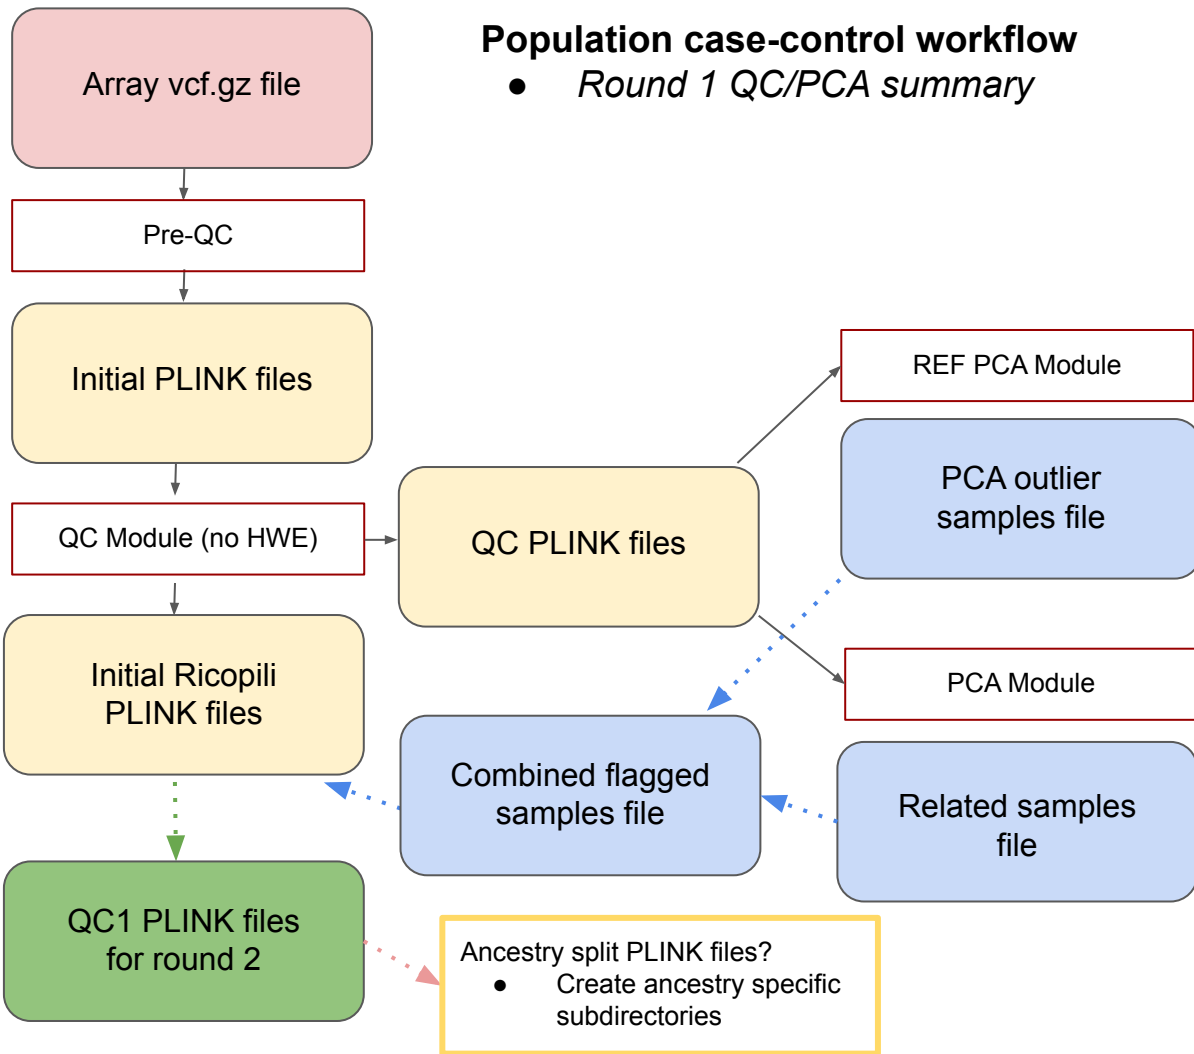 Population case-control workflow
● Round 1 QC/PCA summary
Array vcf.gz file
Pre-QC
Initial PLINK files
REF PCA Module
PCA outlier
samples file
QC Module (no HWE)
QC PLINK files
Initial Ricopili
PLINK files
PCA Module
Combined flagged
samples file
Related samples
file
QC1 PLINK files
for round 2
Ancestry split PLINK files?
● Create ancestry specific
subdirectories